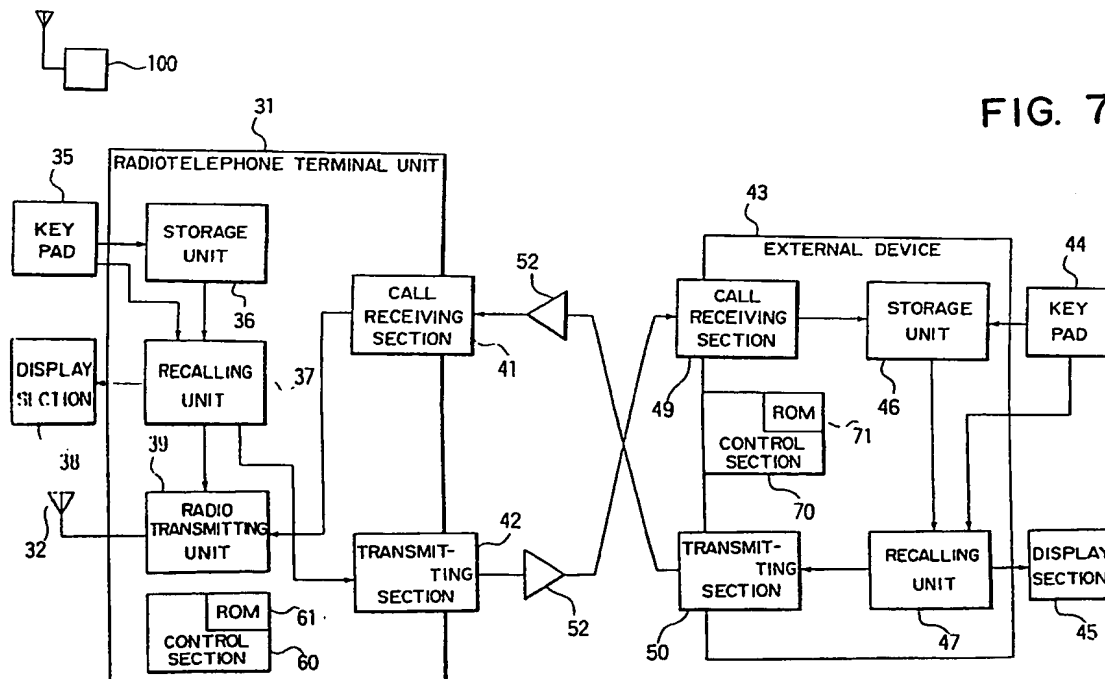 100
FIG. 7
31
RADIOTELEPHONE TERMINAL UNIT
35
KEY
PAD
STORAGE
UNIT
36
CALL
RECEIVING
SECTION
41
52
43
EXTERNAL DEVICE
CALL
RECEIVING
SECTION
49
STORAGE
UNIT
46
44
KEY
PAD
DISPLAY
SECTION
38
RECALLING
UNIT
37
ROM
71
CONTROL
SECTION
70
39
RADIO
TRANSMITTING
UNIT
32
42
TRANSMIT-
TING
SECTION
52
TRANSMIT-
TING
SECTION
50
RECALLING
UNIT
47
DISPLAY
SECTION
45
ROM
61
CONTROL
SECTION
60